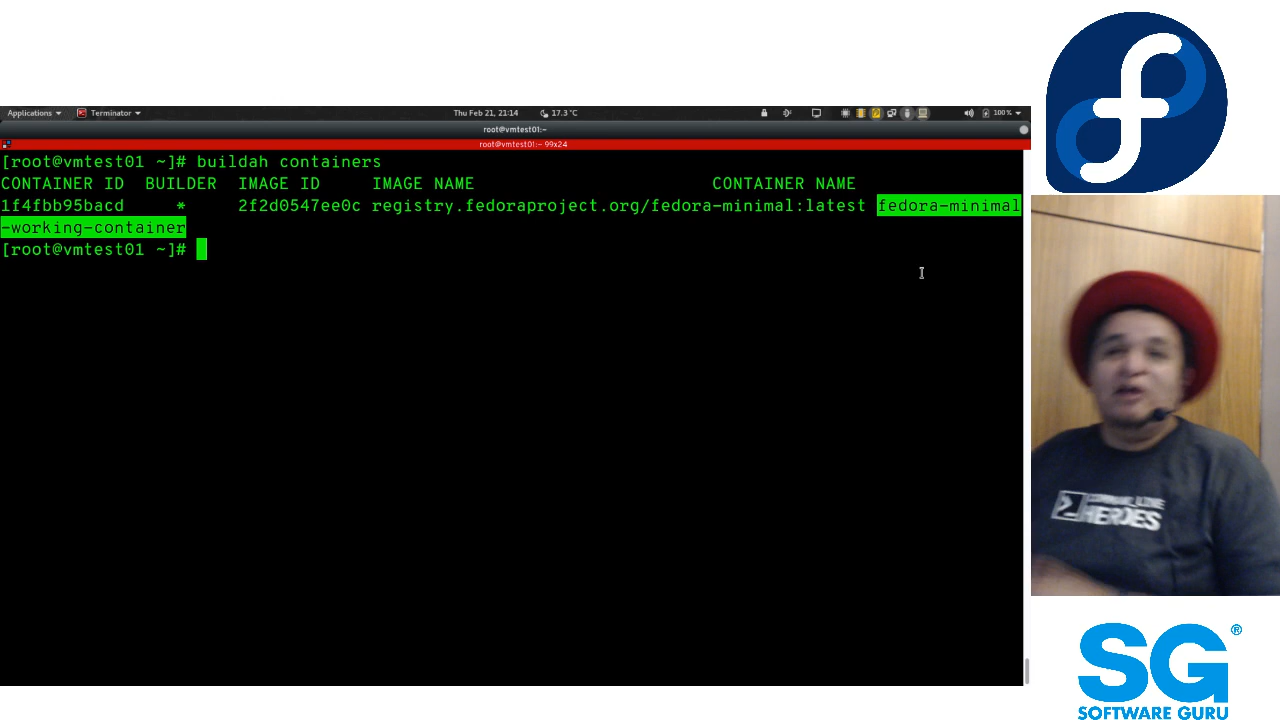 Applications
Terminator
Thu Feb 21, 21:14
17.3 °C
100 %
root@vmtest01:~
root@vmtest01:~ 99x24
[root@vmtest01 ~]# buildah containers
CONTAINER ID  BUILDER  IMAGE ID     IMAGE NAME                       CONTAINER NAME
1f4fbb95bacd     *     2f2d0547ee0c registry.fedoraproject.org/fedora-minimal:latest fedora-minimal
-working-container
[root@vmtest01 ~]#
COMMAND_LINE
HEROES
SG®
SOFTWARE GURU